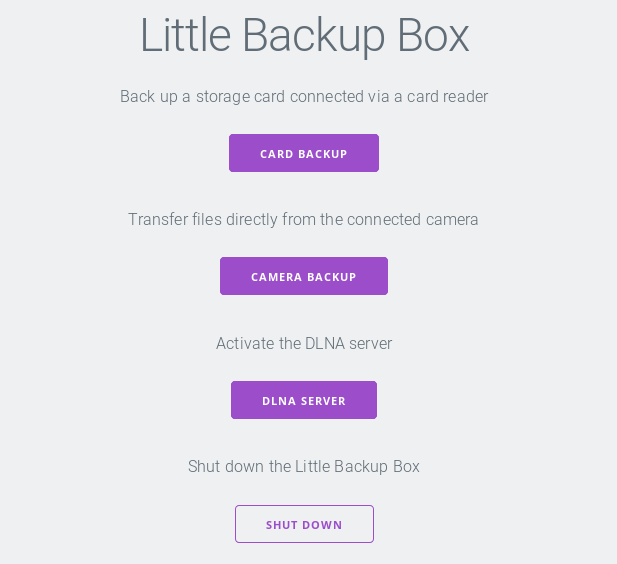 Little Backup Box
Back up a storage card connected via a card reader
CARD BACKUP
Transfer files directly from the connected camera
CAMERA BACKUP
Activate the DLNA server
DLNA SERVER
Shut down the Little Backup Box
SHUT DOWN